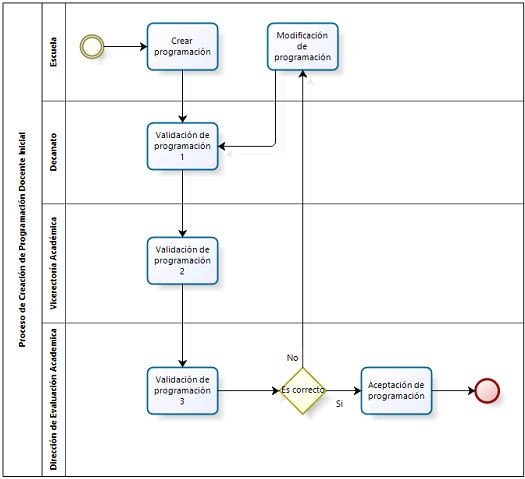 Proceso de Creación de Programación Docente Inicial
Escuela
Crear
programación
Modificación
de
programación
Decanato
Validación de
programación
1
Vicerectoría Académica
Validación de
programación
2
Dirección de Evaluación Academica
Validación de
programación
3
No
Es correcto
Si
Aceptación de
programación